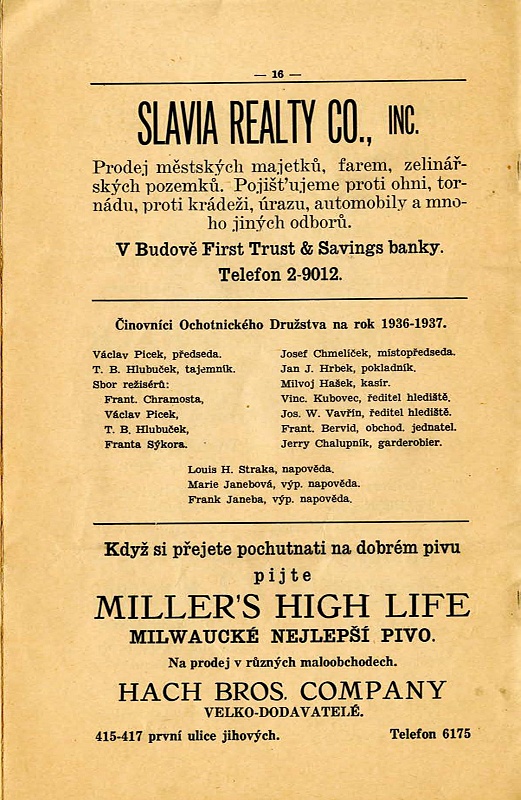 — 16 —
SLAVIA REALTY CO., INC.
Prodej městských majetků, farem, zelinář-
ských pozemků. Pojišt'ujeme proti ohni, tor-
nádu, proti krádeži, úrazu, automobily a mno-
ho jiných odborů.
V Budově First Trust & Savings banky.
Telefon 2-9012.
Činovníci Ochotnického Družstva na rok 1936-1937.
Václav Picek, předseda.
T. B. Hlubuček, tajemník.
Sbor režisérů:
Frant. Chramosta,
Václav Picek,
T. B. Hlubuček,
Franta Sýkora.
Josef Chmelíček, místopředseda.
Jan J. Hrbek, pokladník.
Milvoj Hašek, kasír.
Vinc. Kubovec, ředitel hlediště.
Jos. W. Vavřín, ředitel hlediště.
Frant. Bervid, obchod. jednatel.
Jerry Chalupník, garderobier.
Louis H. Straka, napověda.
Marie Janebová, výp. napověda.
Frank Janeba, výp. napověda.
Když si přejete pochutnati na dobrém pivu
pijte
MILLER'S HIGH LIFE
MILWAUCKÉ NEJLEPŠÍ PIVO.
Na prodej v různých maloobchodech.
HACH BROS. COMPANY
VELKO-DODAVATELÉ.
415-417 první ulice jihových. Telefon 6175